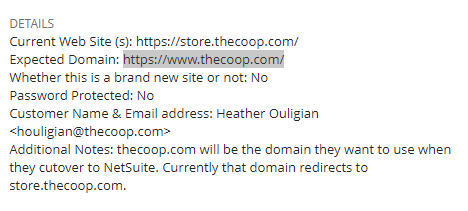 DETAILS
Current Web Site (s): https://store.thecoop.com/
Expected Domain: https://www.thecoop.com/
Whether this is a brand new site or not: No
Password Protected: No
Customer Name & Email address: Heather Ouligian
<houligian@thecoop.com>
Additional Notes: thecoop.com will be the domain they want to use when
they cutover to NetSuite. Currently that domain redirects to
store.thecoop.com.